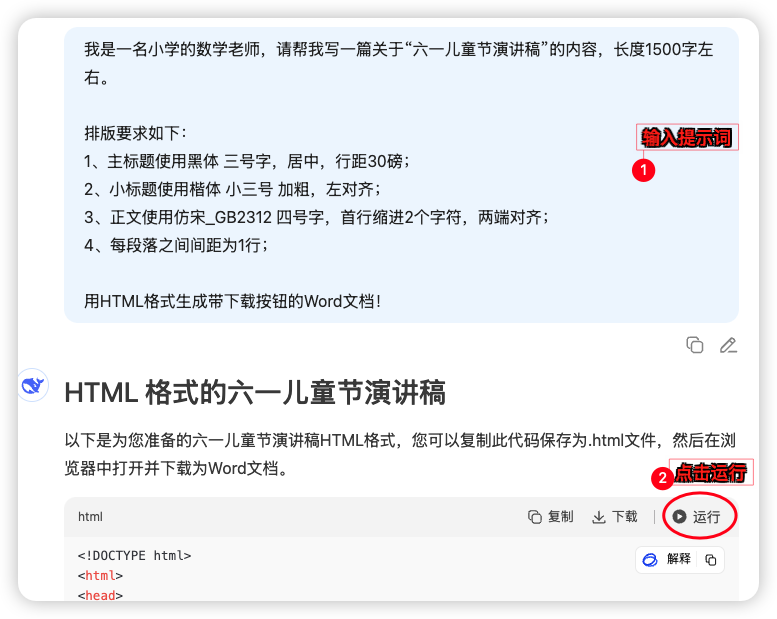 我是一名小学的数学老师，请帮我写一篇关于“六一儿童节演讲稿”的内容，长度1500字左
右。
排版要求如下：
输入提示词
1、主标题使用黑体 三号字，居中，行距30磅；
1
2、小标题使用楷体 小三号 加粗，左对齐；
3、正文使用仿宋_GB2312 四号字，首行缩进2个字符，两端对齐；
4、每段落之间间距为1行；
用HTML格式生成带下载按钮的Word文档！
HTML 格式的六一儿童节演讲稿
以下是为您准备的六一儿童节演讲稿HTML格式，您可以复制此代码保存为.html文件，然后在浏
览器中打开并下载为Word文档。
2 点击运行
html 复制 下载 运行
<!DOCTYPE html>
解释
<html>
<head>